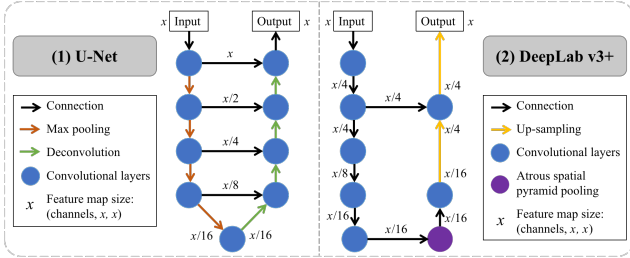 (1) U-Net
Connection
Max pooling
Deconvolution
Convolutional layers
x Feature map size:
(channels, x, x)
x Input Output x
x
x/2
x/4
x/8
x/16 x/16
x Input Output x
x/4 x/4
x/4
x/4 x/4
x/8 x/16
x/16 x/16
x/16
(2) DeepLab v3+
Connection
Up-sampling
Convolutional layers
Atrous spatial
pyramid pooling
x Feature map size:
(channels, x, x)